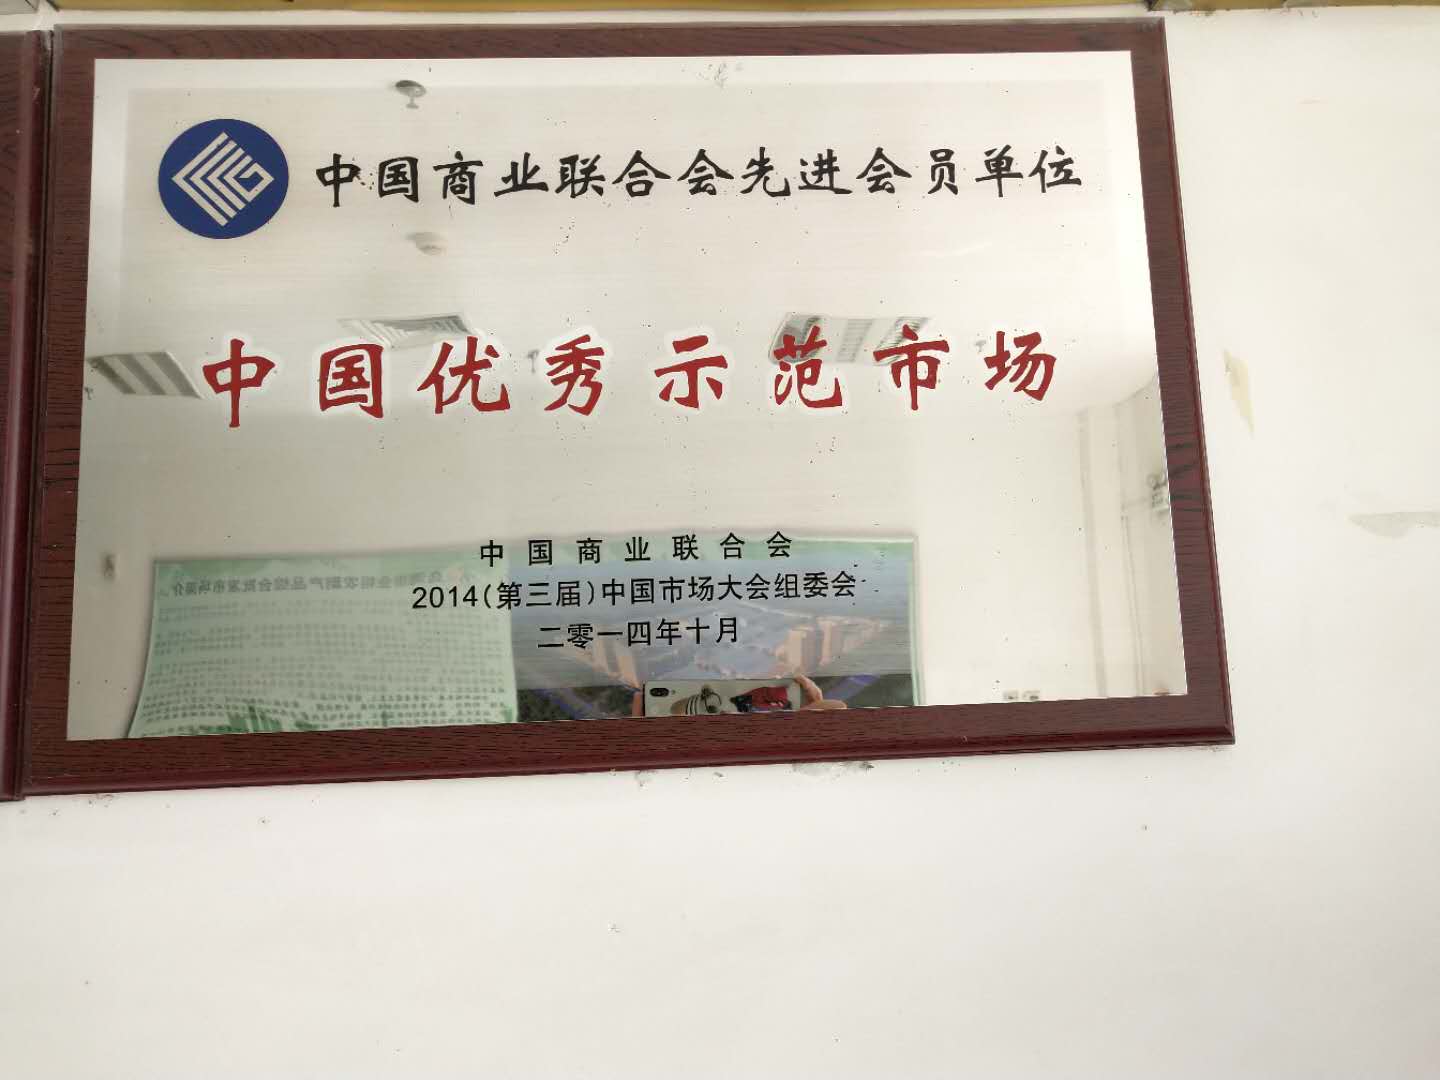 中国商业联合会先进会员单位
中国优秀示范市场
中国商业联合会
2014(第三届)中国市场大会组委会
二零一四年十月